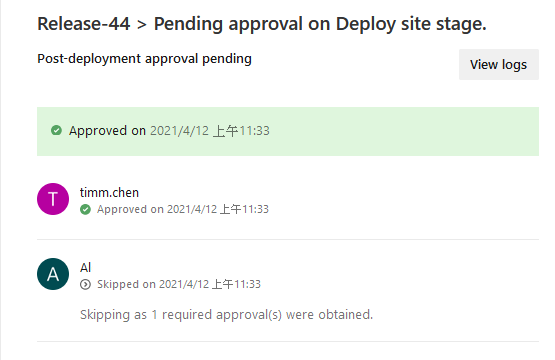 Release-44 > Pending approval on Deploy site stage.
Post-deployment approval pending
View logs
Approved on 2021/4/12 上午11:33
T
timm.chen
Approved on 2021/4/12 上午11:33
A
Al
Skipped on 2021/4/12 上午11:33
Skipping as 1 required approval(s) were obtained.